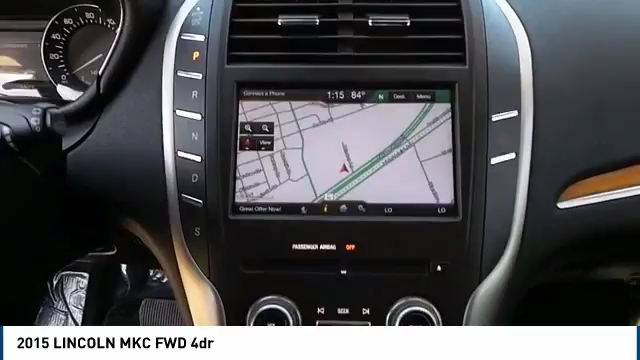 Connect a Phone 1:15 84° N Dest Menu
P
R
N
D
S
View
Great Offer Now! LO LO
PASSENGER AIRBAG OFF
SEEK
2015 LINCOLN MKC FWD 4dr